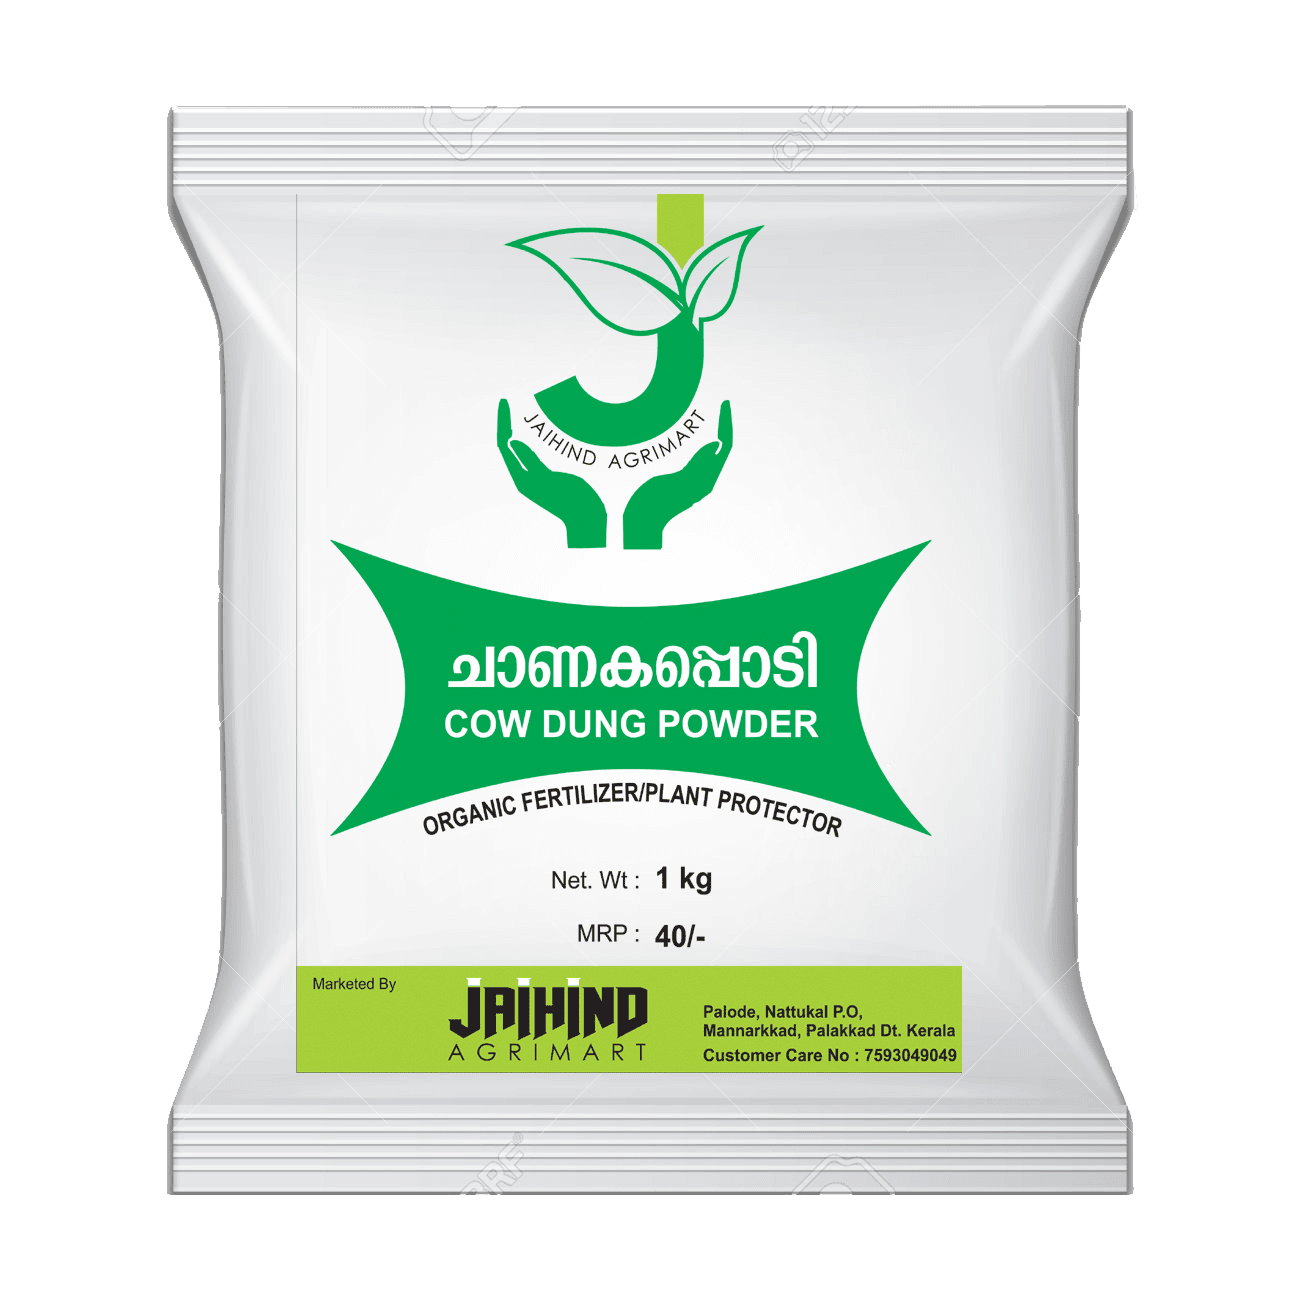 JAIHIND AGRIMART
ചാണകപ്പൊടി
COW DUNG POWDER
ORGANIC FERTILIZER/PLANT PROTECTOR
Net. Wt : 1 kg
MRP : 40/-
Marketed By
JAIHIND
AGRIMART
Palode, Nattukal P.O,
Mannarkkad, Palakkad Dt. Kerala
Customer Care No : 7593049049